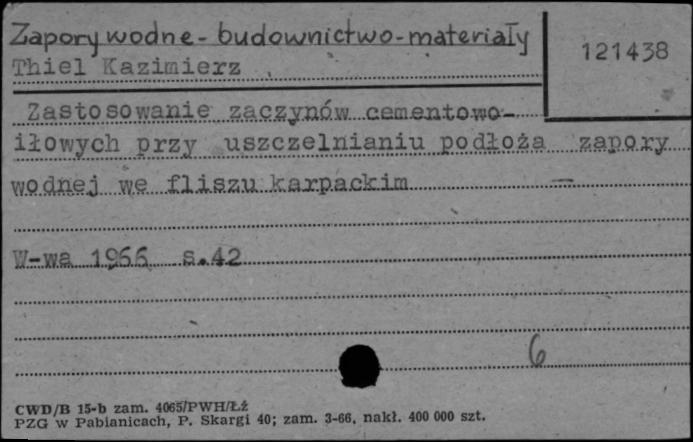 Zapory wodne - budownictwo - materiały
121438
Thiel Kazimierz
Zastosowanie zaczynów cementowo-
iłowych przy uszczelnianiu podłoża zapory
wodnej we fliszu karpackim —
W-wa 1966 s.42
6
CWD/B 15-b zam. 4065/PWH/Łż
PZG w Pabianicach, P. Skargi 40; zam. 3-66, nakł. 400 000 szt.